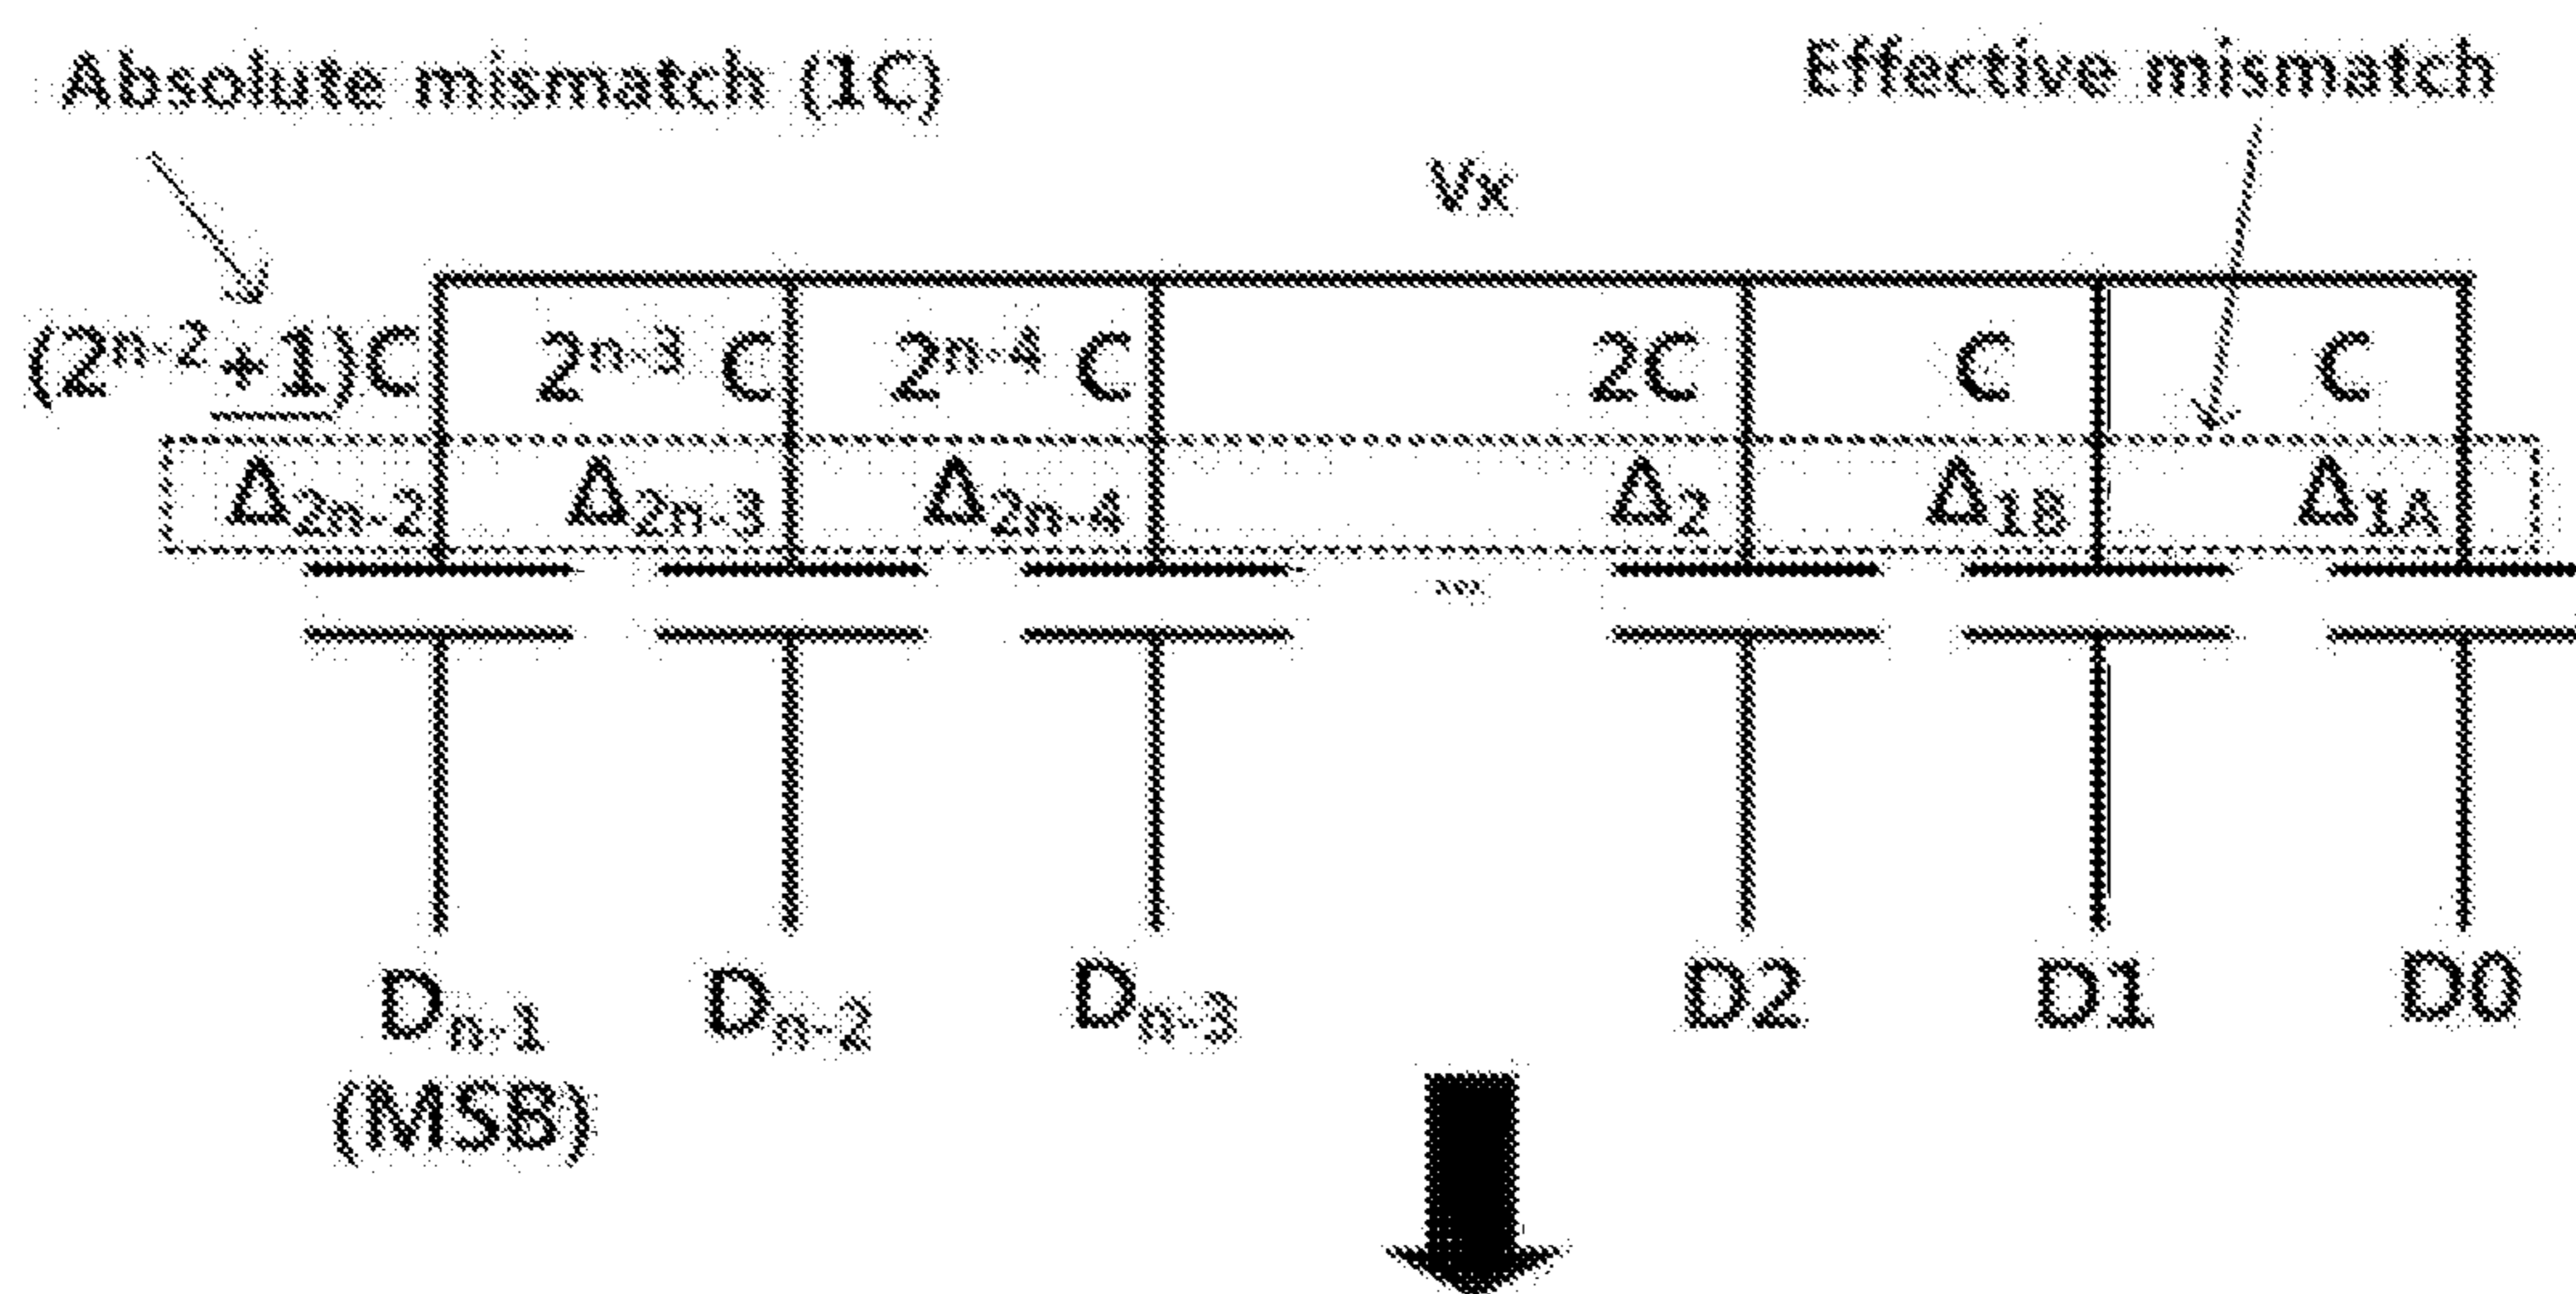 Absolute mismatch (1C) Effective mismatch
Vx
(2ⁿ⁻²+1)C 2ⁿ⁻³ C 2ⁿ⁻⁴ C 2C C C
Δ₂ₙ₋₂ Δ₂ₙ₋₃ Δ₂ₙ₋₄ Δ₂ Δ₁B Δ₁A
...
Dₙ₋₁ Dₙ₋₂ Dₙ₋₃ D2 D1 D0
(MSB)